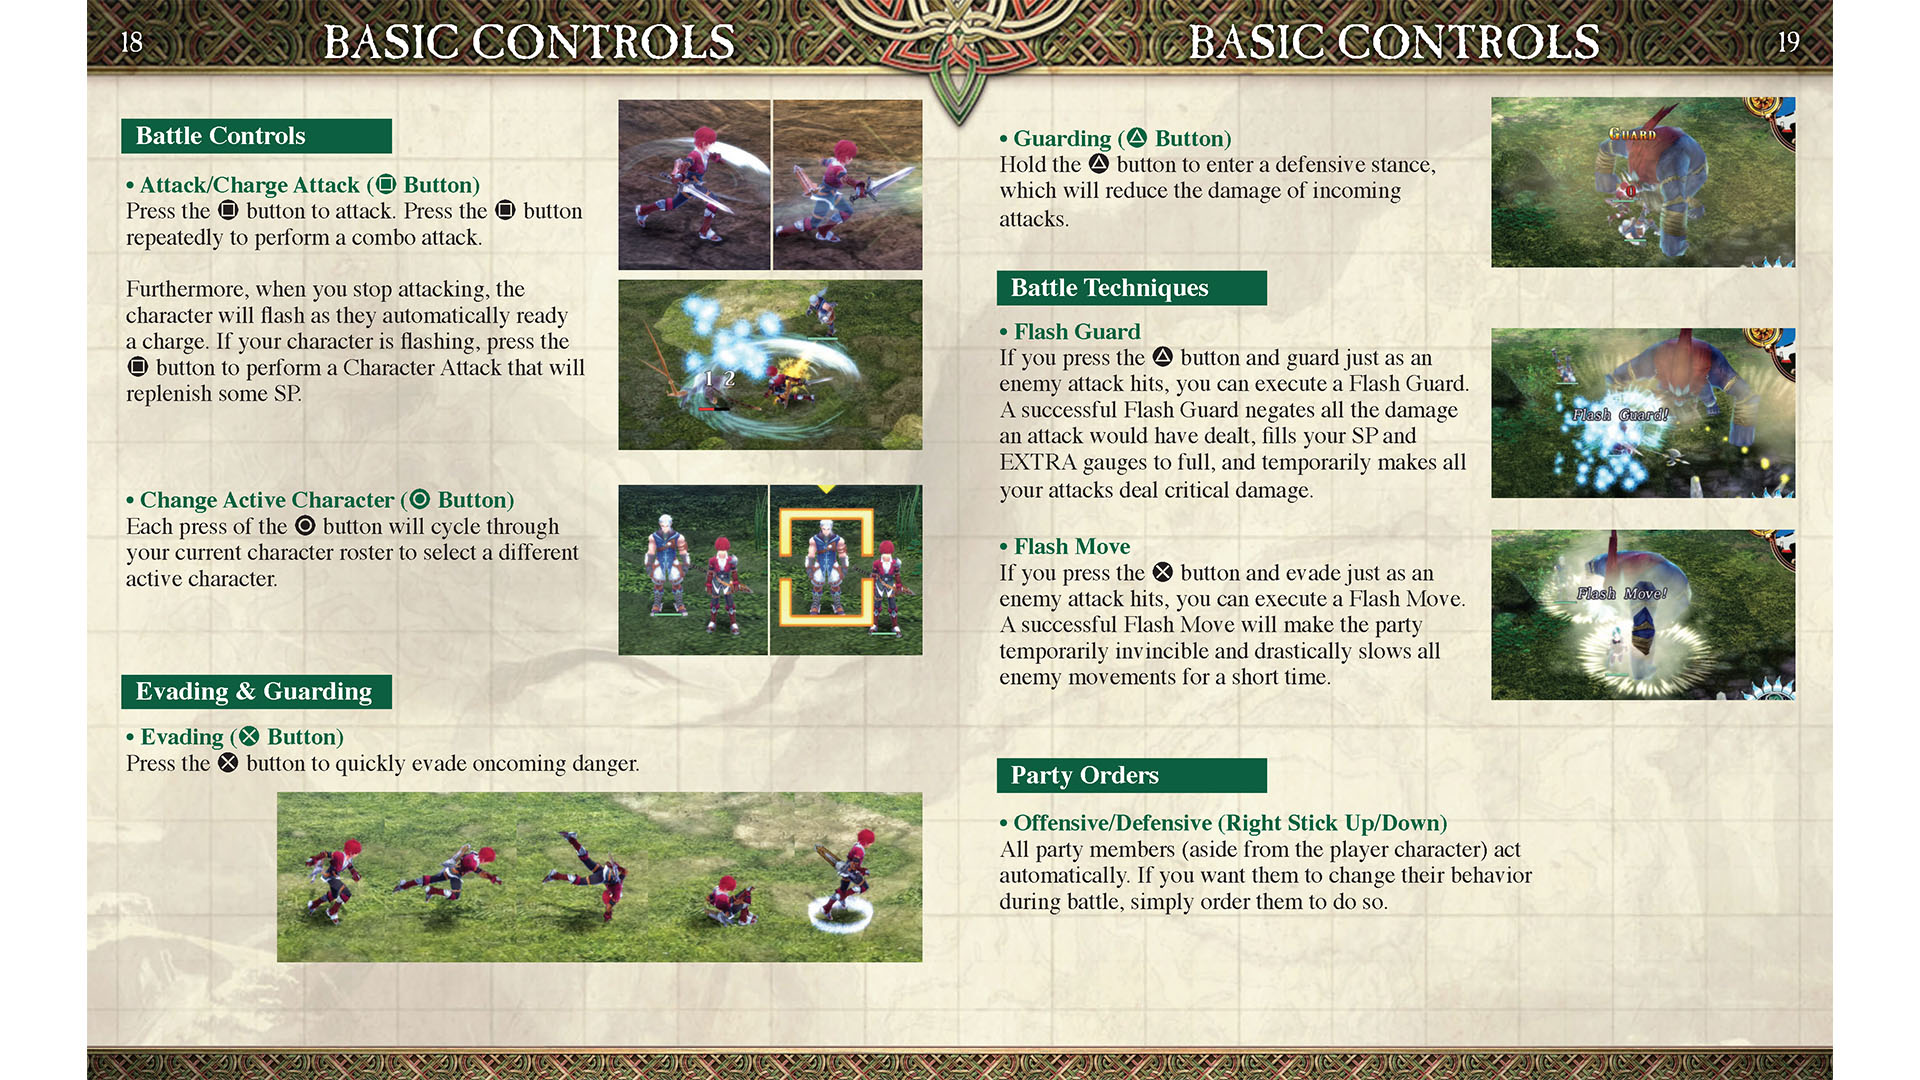 18
BASIC CONTROLS
Battle Controls
• Attack/Charge Attack (□ Button)
Press the □ button to attack. Press the □ button
repeatedly to perform a combo attack.
Furthermore, when you stop attacking, the
character will flash as they automatically ready
a charge. If your character is flashing, press the
□ button to perform a Character Attack that will
replenish some SP.
1 2
• Change Active Character (○ Button)
Each press of the ○ button will cycle through
your current character roster to select a different
active character.
Evading & Guarding
• Evading (✕ Button)
Press the ✕ button to quickly evade oncoming danger.
BASIC CONTROLS
19
• Guarding (△ Button)
Hold the △ button to enter a defensive stance,
which will reduce the damage of incoming
attacks.
GUARD
0
Battle Techniques
• Flash Guard
If you press the △ button and guard just as an
enemy attack hits, you can execute a Flash Guard.
A successful Flash Guard negates all the damage
an attack would have dealt, fills your SP and
EXTRA gauges to full, and temporarily makes all
your attacks deal critical damage.
Flash Guard!
• Flash Move
If you press the ✕ button and evade just as an
enemy attack hits, you can execute a Flash Move.
A successful Flash Move will make the party
temporarily invincible and drastically slows all
enemy movements for a short time.
Flash Move!
Party Orders
• Offensive/Defensive (Right Stick Up/Down)
All party members (aside from the player character) act
automatically. If you want them to change their behavior
during battle, simply order them to do so.